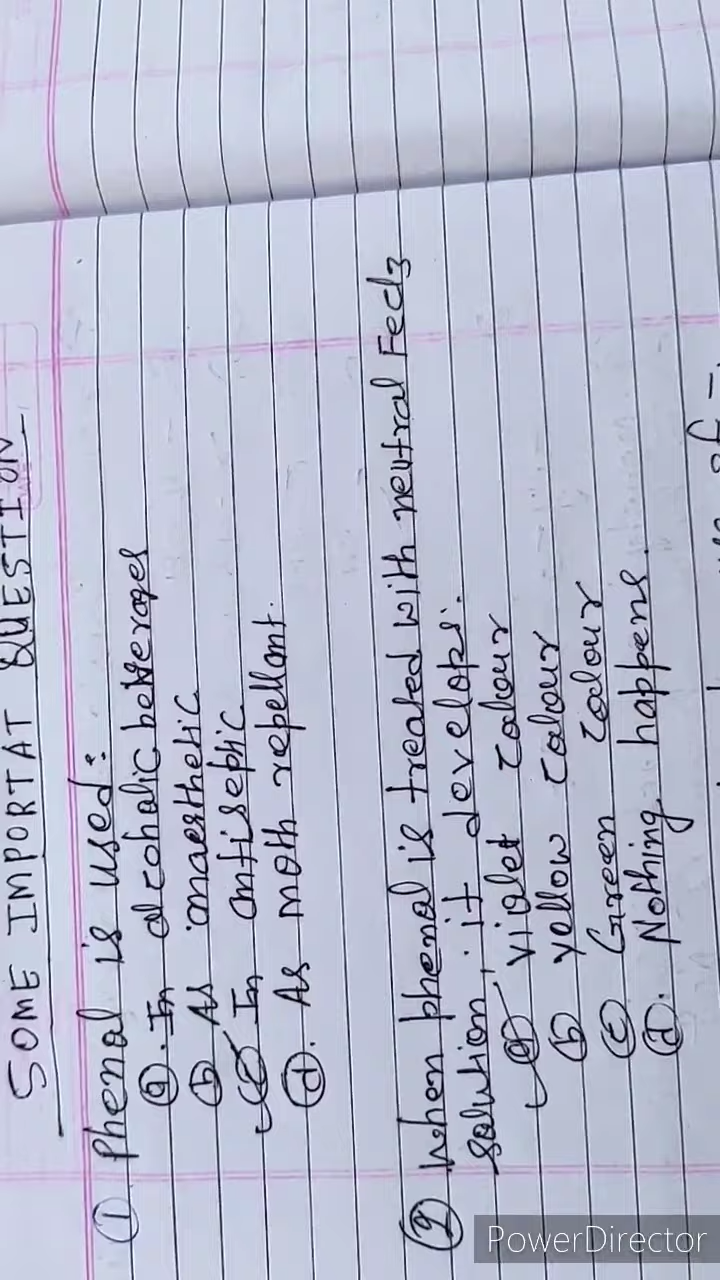 SOME IMPORTAT QUESTION
① Phenol is used :
ⓐ. In alcoholic beverages
ⓑ As anaesthetic
ⓒ In antiseptic
ⓓ. As moth repellant.
② When phenol is treated with neutral Fecl3
solution, it develops:
ⓐ violet colour
ⓑ yellow colour
ⓒ Green colour
ⓓ. Nothing happens.
PowerDirector